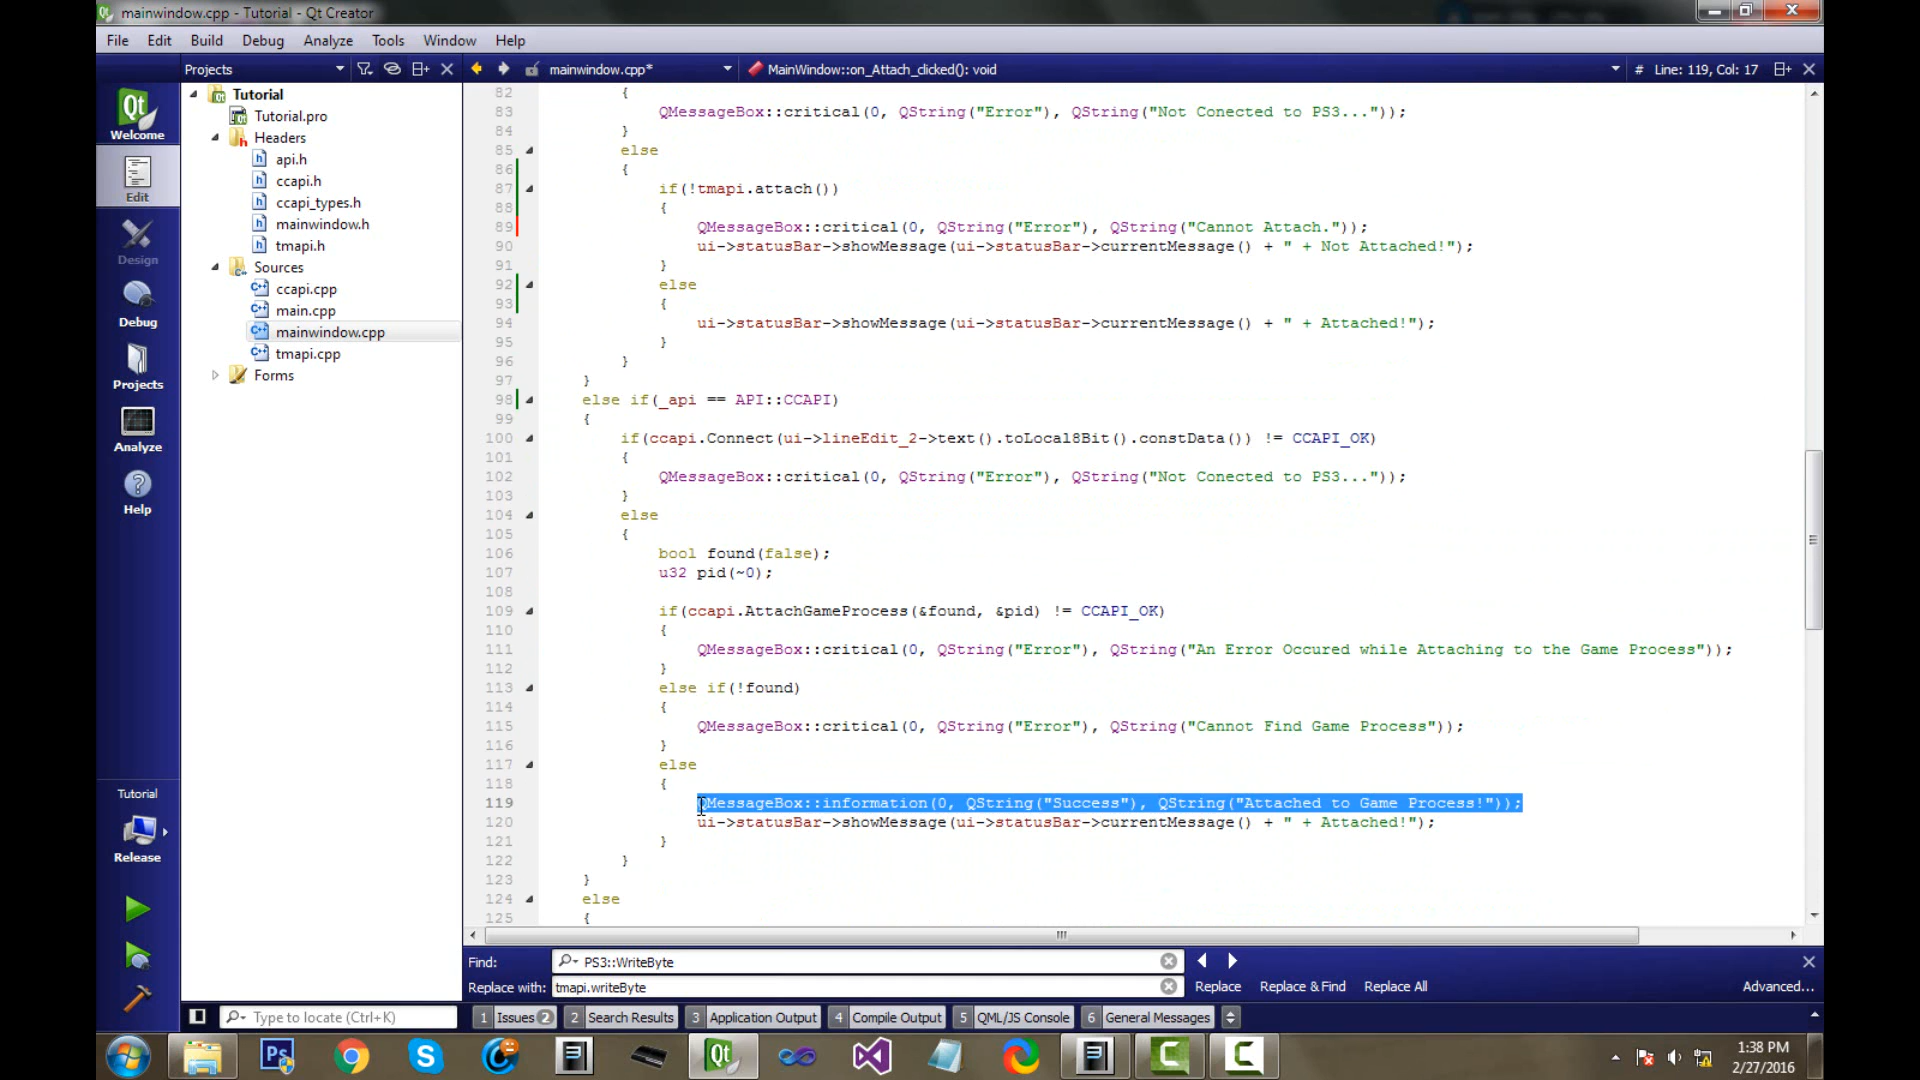 mainwindow.cpp - Tutorial - Qt Creator
File Edit Build Debug Analyze Tools Window Help
Projects mainwindow.cpp* MainWindow::on_Attach_clicked(): void # Line: 119, Col: 17
Welcome
Edit
Design
Debug
Projects
Analyze
Help
Tutorial
Release
Tutorial
Tutorial.pro
Headers
api.h
ccapi.h
ccapi_types.h
mainwindow.h
tmapi.h
Sources
ccapi.cpp
main.cpp
mainwindow.cpp
tmapi.cpp
Forms
82 {
83 QMessageBox::critical(0, QString("Error"), QString("Not Conected to PS3..."));
84 }
85 else
86 {
87 if(!tmapi.attach())
88 {
89 QMessageBox::critical(0, QString("Error"), QString("Cannot Attach."));
90 ui->statusBar->showMessage(ui->statusBar->currentMessage() + " + Not Attached!");
91 }
92 else
93 {
94 ui->statusBar->showMessage(ui->statusBar->currentMessage() + " + Attached!");
95 }
96 }
97 }
98 else if(_api == API::CCAPI)
99 {
100 if(ccapi.Connect(ui->lineEdit_2->text().toLocal8Bit().constData()) != CCAPI_OK)
101 {
102 QMessageBox::critical(0, QString("Error"), QString("Not Conected to PS3..."));
103 }
104 else
105 {
106 bool found(false);
107 u32 pid(~0);
108
109 if(ccapi.AttachGameProcess(&found, &pid) != CCAPI_OK)
110 {
111 QMessageBox::critical(0, QString("Error"), QString("An Error Occured while Attaching to the Game Process"));
112 }
113 else if(!found)
114 {
115 QMessageBox::critical(0, QString("Error"), QString("Cannot Find Game Process"));
116 }
117 else
118 {
119 QMessageBox::information(0, QString("Success"), QString("Attached to Game Process!"));
120 ui->statusBar->showMessage(ui->statusBar->currentMessage() + " + Attached!");
121 }
122 }
123 }
124 else
125 {
Find: PS3::WriteByte
Replace with: tmapi.writeByte Replace Replace & Find Replace All Advanced...
Type to locate (Ctrl+K) 1 Issues 2 2 Search Results 3 Application Output 4 Compile Output 5 QML/JS Console 6 General Messages
1:38 PM
2/27/2016